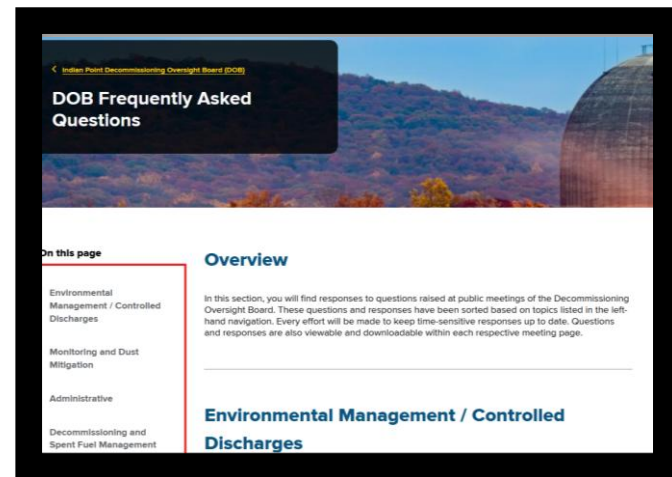 Indian Point Decommissioning Oversight Board (DOB)
DOB Frequently Asked
Questions
On this page
Environmental
Management / Controlled
Discharges
Monitoring and Dust
Mitigation
Administrative
Decommissioning and
Spent Fuel Management
Overview
In this section, you will find responses to questions raised at public meetings of the Decommissioning
Oversight Board. These questions and responses have been sorted based on topics listed in the left-
hand navigation. Every effort will be made to keep time-sensitive responses up to date. Questions
and responses are also viewable and downloadable within each respective meeting page.
Environmental Management / Controlled
Discharges